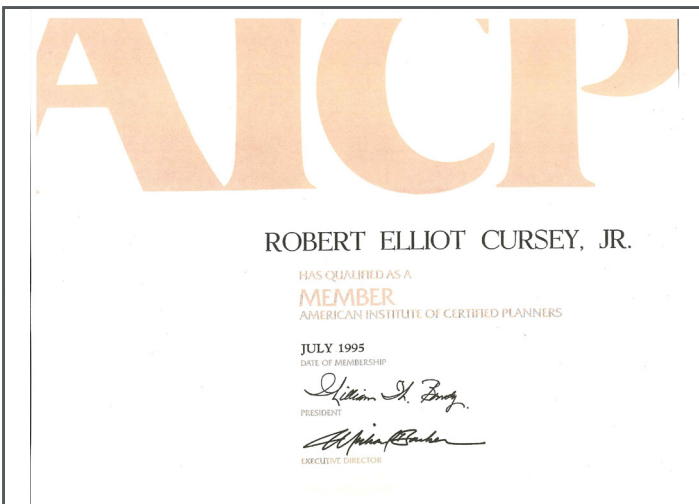 AICP
ROBERT ELLIOT CURSEY, JR.
HAS QUALIFIED AS A
MEMBER
AMERICAN INSTITUTE OF CERTIFIED PLANNERS
JULY 1995
DATE OF MEMBERSHIP
William
PRESIDENT
EXECUTIVE DIRECTOR